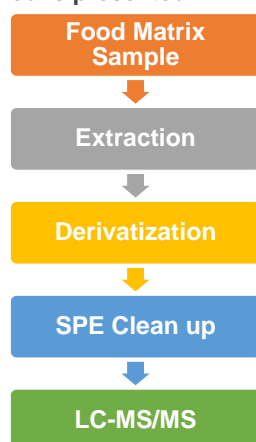 Food Matrix
Sample
Extraction
Derivatization
SPE Clean up
LC-MS/MS